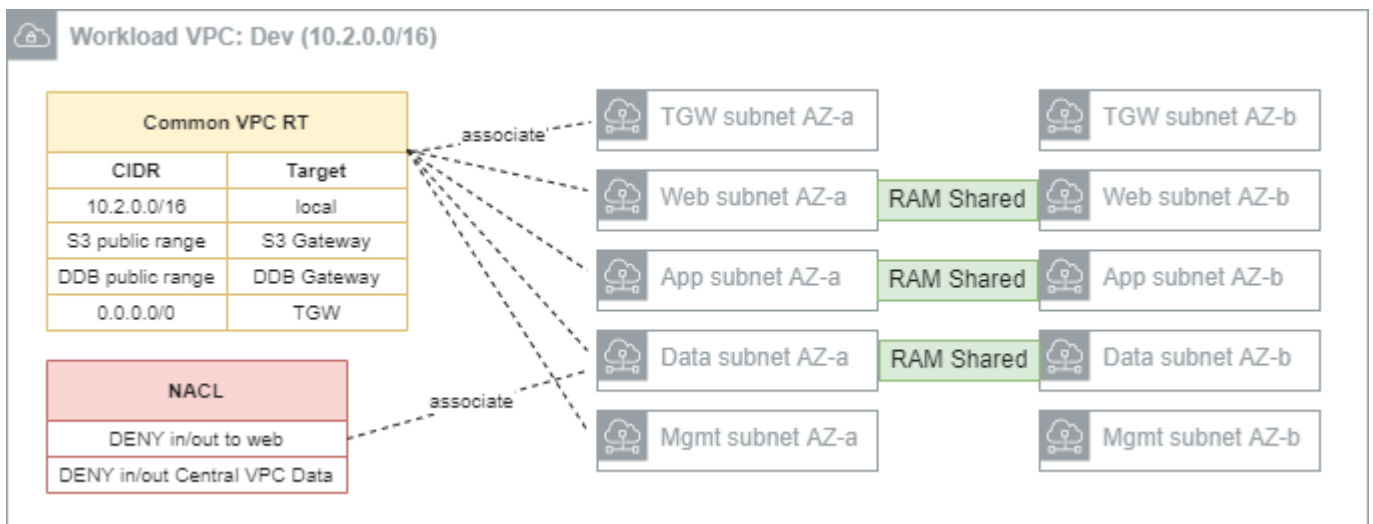 Workload VPC: Dev (10.2.0.0/16)
Common VPC RT
CIDR Target
10.2.0.0/16 local
S3 public range S3 Gateway
DDB public range DDB Gateway
0.0.0.0/0 TGW
NACL
DENY in/out to web
DENY in/out Central VPC Data
associate
associate
TGW subnet AZ-a TGW subnet AZ-b
Web subnet AZ-a RAM Shared Web subnet AZ-b
App subnet AZ-a RAM Shared App subnet AZ-b
Data subnet AZ-a RAM Shared Data subnet AZ-b
Mgmt subnet AZ-a Mgmt subnet AZ-b